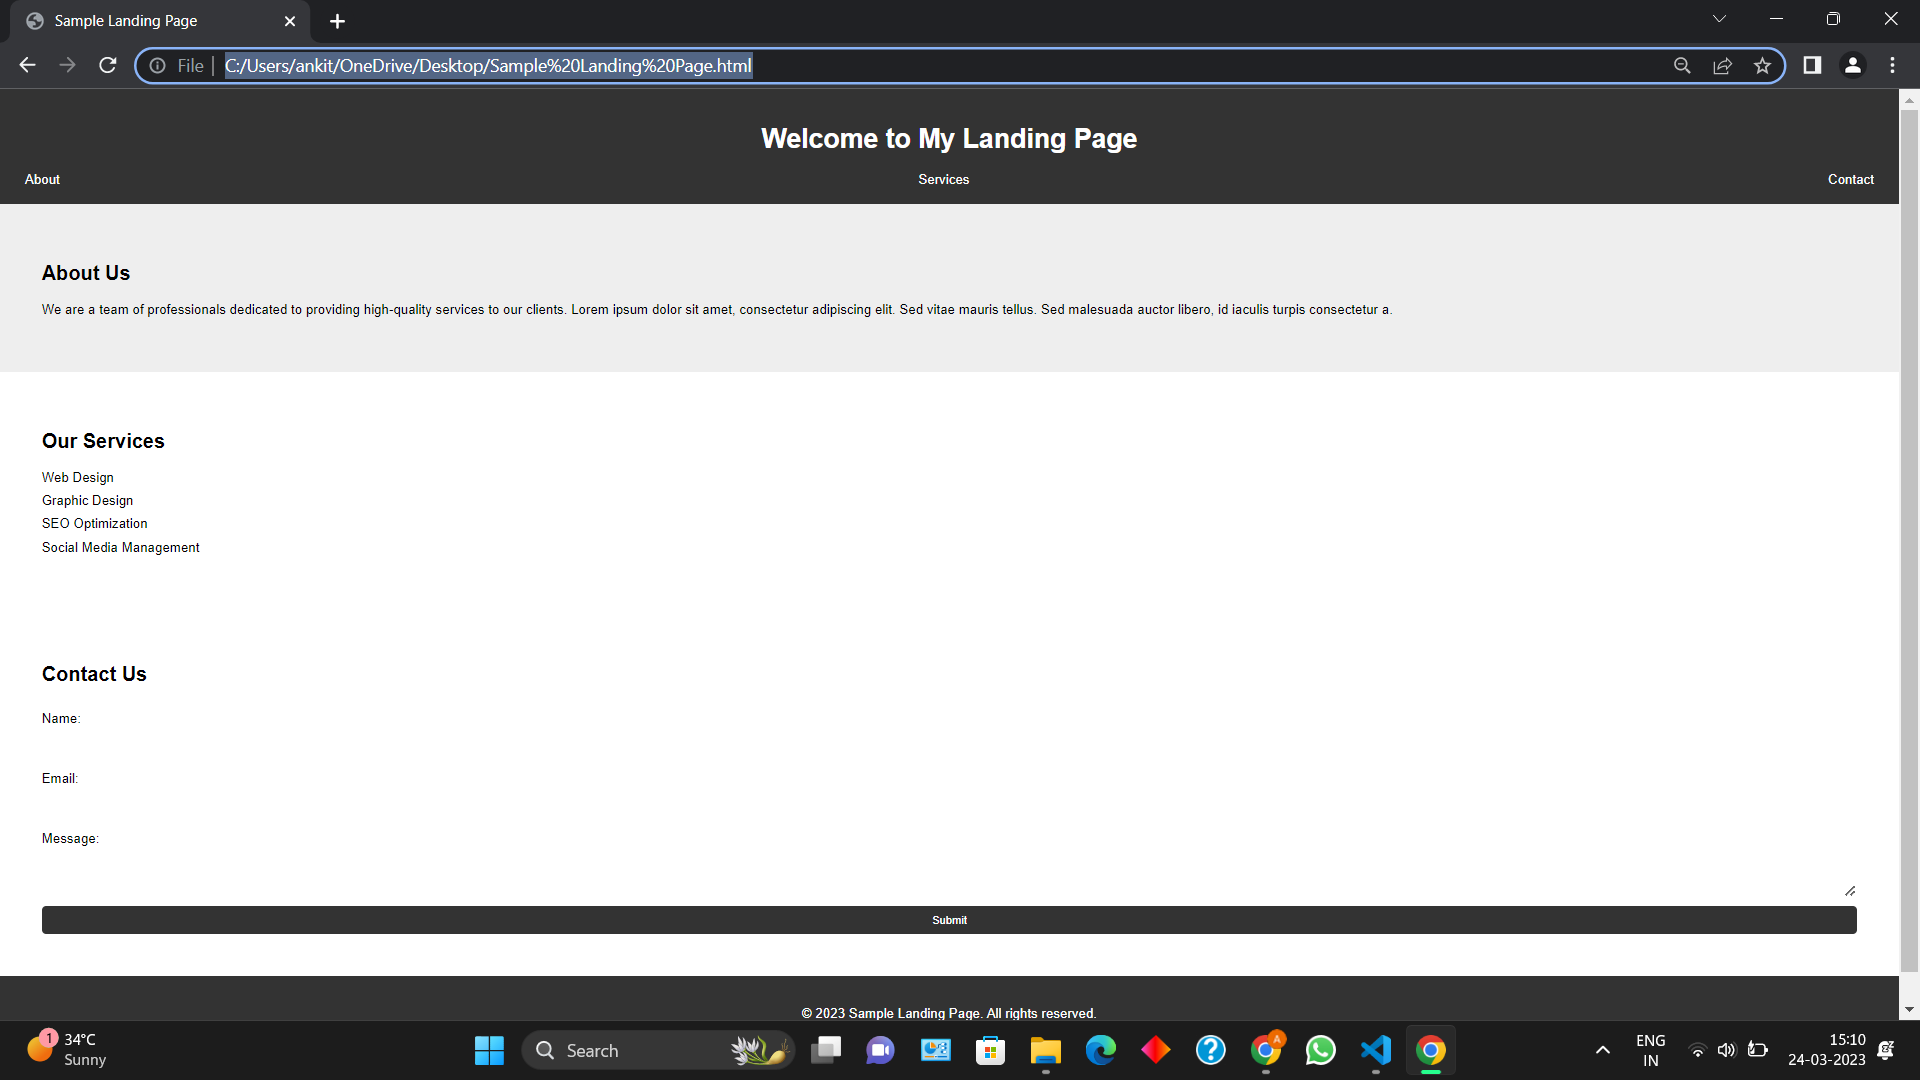 Sample Landing Page
File
C:/Users/ankit/OneDrive/Desktop/Sample%20Landing%20Page.html
Welcome to My Landing Page
About Services Contact
About Us
We are a team of professionals dedicated to providing high-quality services to our clients. Lorem ipsum dolor sit amet, consectetur adipiscing elit. Sed vitae mauris tellus. Sed malesuada auctor libero, id iaculis turpis consectetur a.
Our Services
Web Design
Graphic Design
SEO Optimization
Social Media Management
Contact Us
Name:
Email:
Message:
Submit
© 2023 Sample Landing Page. All rights reserved.
1
34°C
Sunny
Search
A
ENG
IN
15:10
24-03-2023